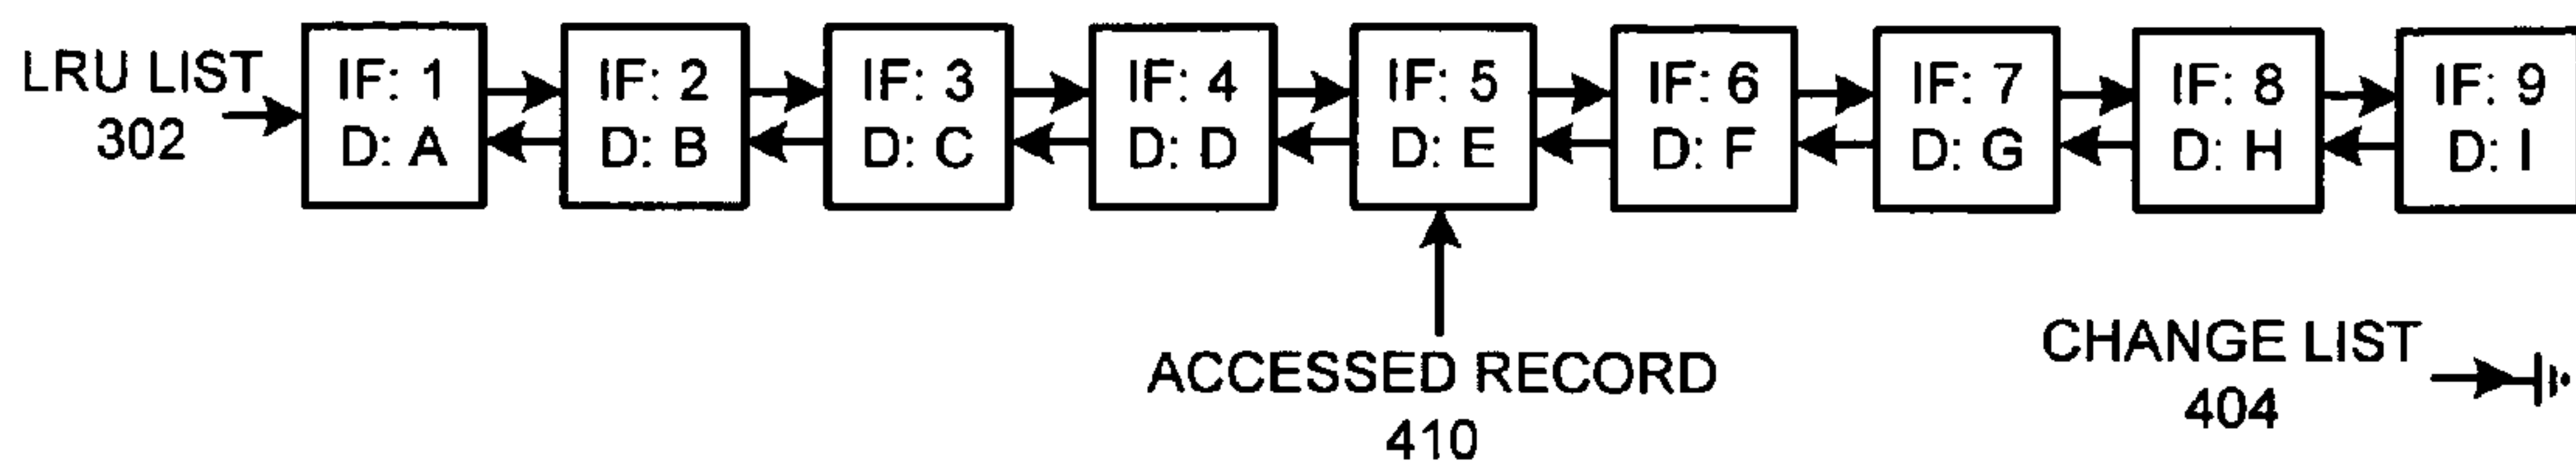 LRU LIST
302
IF: 1
D: A
IF: 2
D: B
IF: 3
D: C
IF: 4
D: D
IF: 5
D: E
IF: 6
D: F
IF: 7
D: G
IF: 8
D: H
IF: 9
D: I
ACCESSED RECORD
410
CHANGE LIST
404